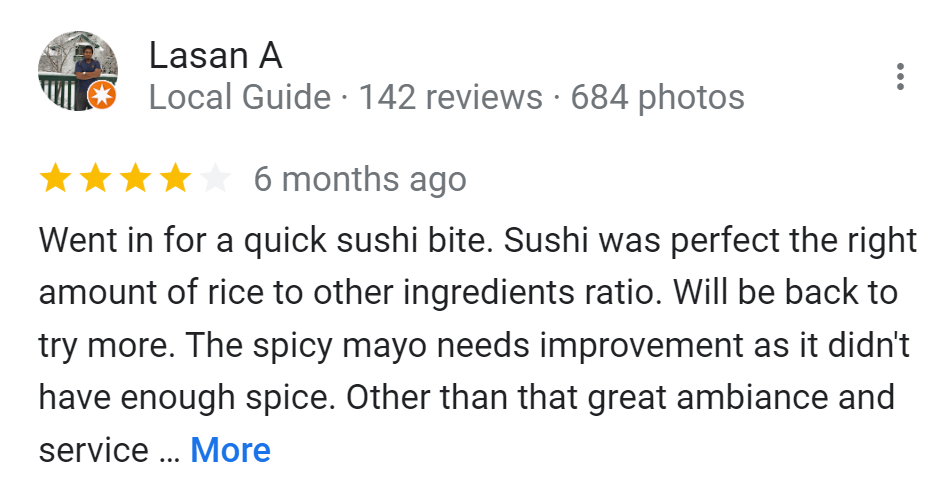 Lasan A
Local Guide · 142 reviews · 684 photos
6 months ago
Went in for a quick sushi bite. Sushi was perfect the right
amount of rice to other ingredients ratio. Will be back to
try more. The spicy mayo needs improvement as it didn't
have enough spice. Other than that great ambiance and
service ... More